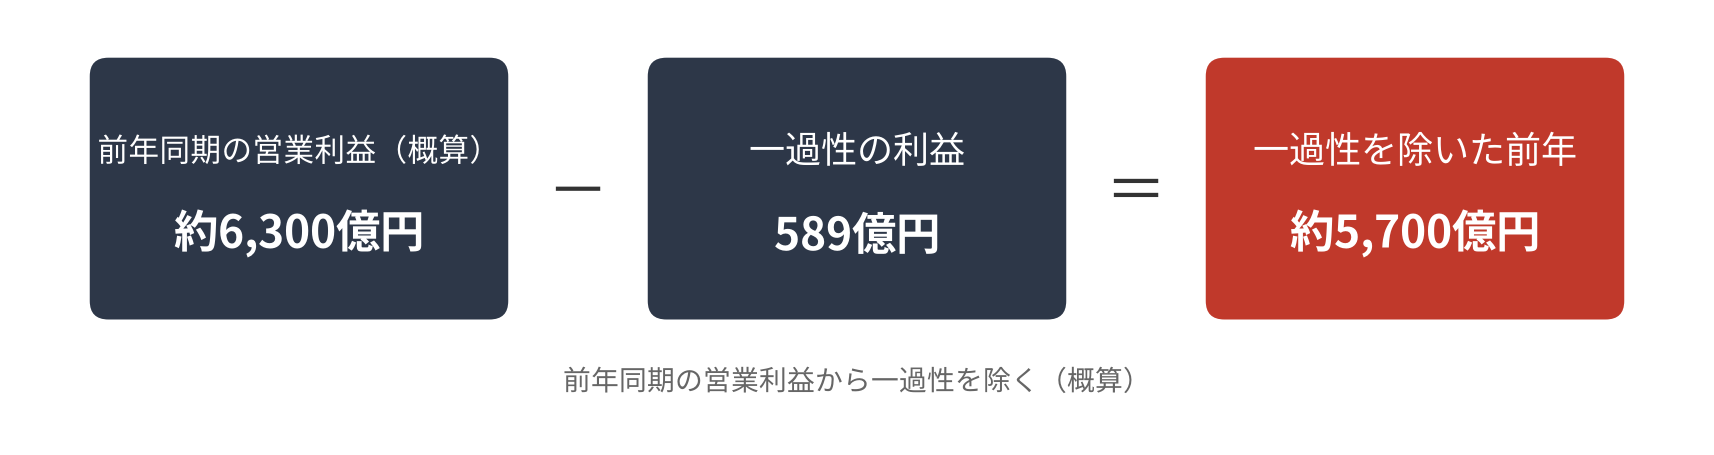 前年同期の営業利益（概算）
約6,300億円
－
一過性の利益
589億円
＝
一過性を除いた前年
約5,700億円
前年同期の営業利益から一過性を除く（概算）